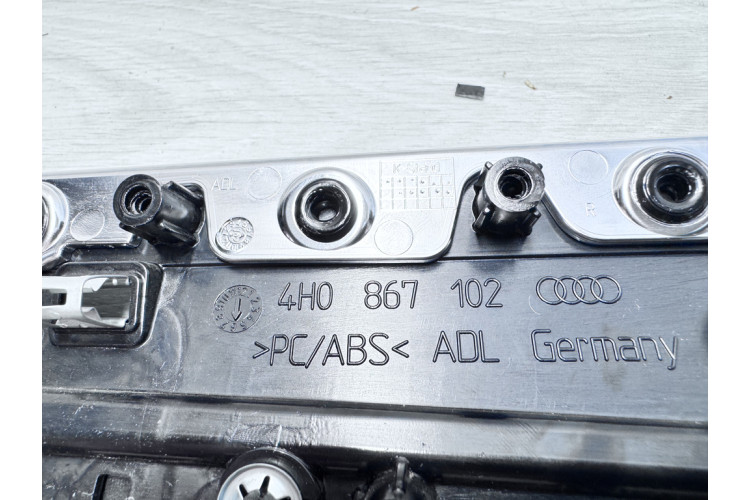 ADL
4H0 867 102
>PC/ABS< ADL Germany